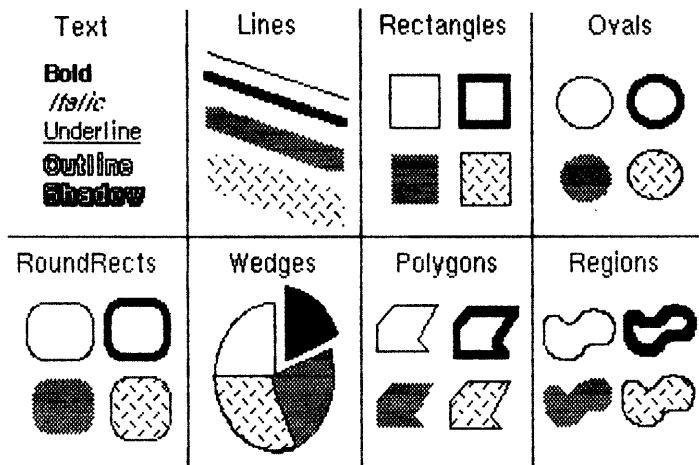 Text
Bold
Italic
Underline
Outline
Shadow
Lines
Rectangles
Ovals
RoundRects
Wedges
Polygons
Regions